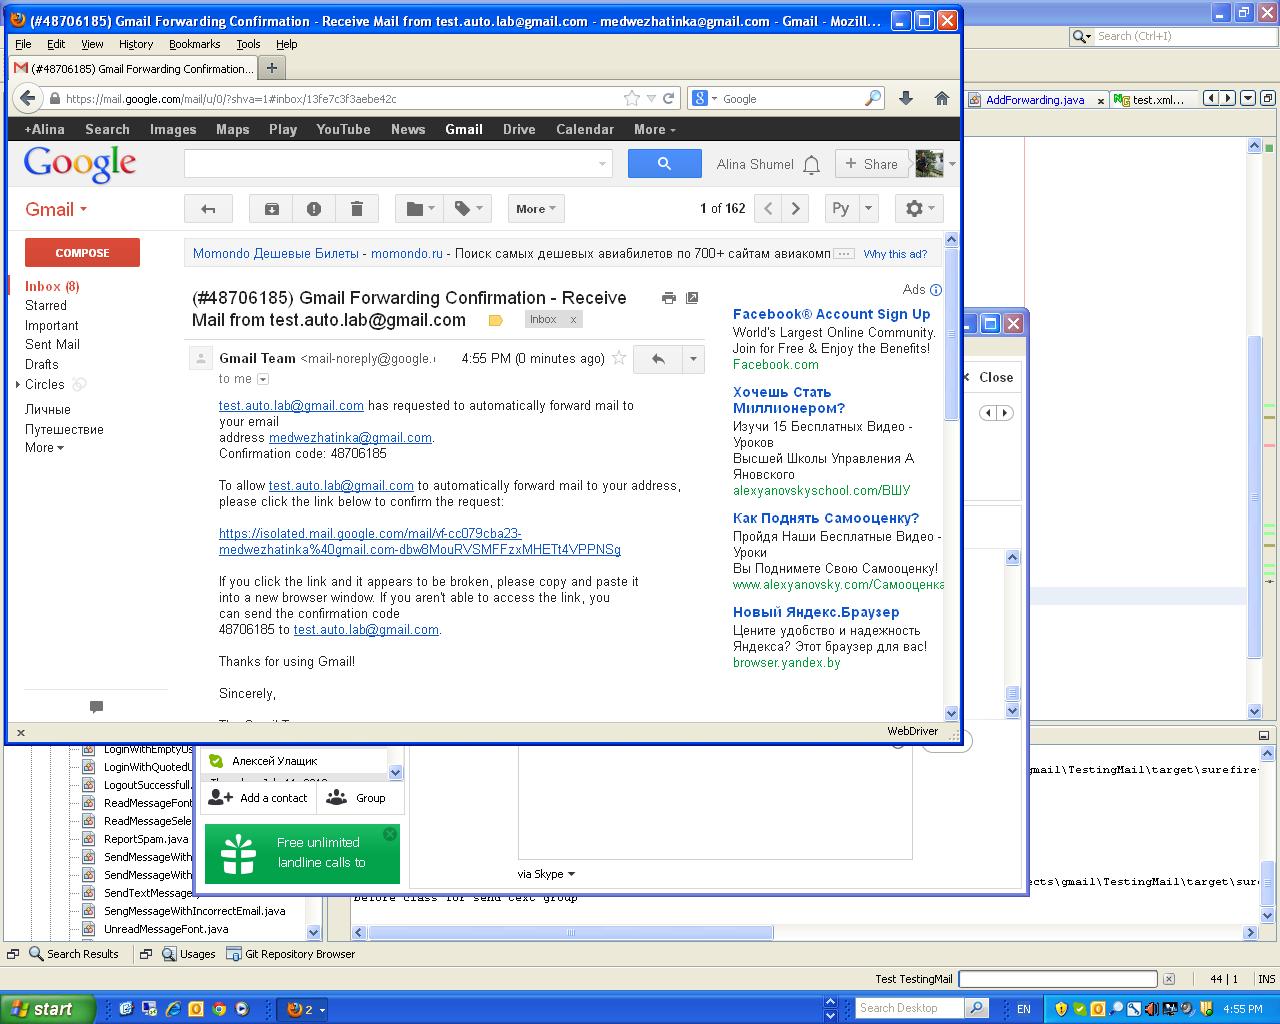 (#48706185) Gmail Forwarding Confirmation - Receive Mail from test.auto.lab@gmail.com - medwezhatinka@gmail.com - Gmail - Mozill...
File Edit View History Bookmarks Tools Help
Search (Ctrl+I)
(#48706185) Gmail Forwarding Confirmation...
https://mail.google.com/mail/u/0/?shva=1#inbox/13fe7c3f3aebe42c
Google
AddForwarding.java
test.xml...
+Alina Search Images Maps Play YouTube News Gmail Drive Calendar More
Google
Alina Shumel
+ Share
Gmail
More
1 of 162
Ру
COMPOSE
Momondo Дешевые Билеты - momondo.ru - Поиск самых дешевых авиабилетов по 700+ сайтам авиакомп
Why this ad?
Inbox (8)
Starred
Important
Sent Mail
Drafts
Circles
Личные
Путешествие
More
(#48706185) Gmail Forwarding Confirmation - Receive
Mail from test.auto.lab@gmail.com
Inbox x
Gmail Team <mail-noreply@google.c
4:55 PM (0 minutes ago)
to me
test.auto.lab@gmail.com has requested to automatically forward mail to
your email
address medwezhatinka@gmail.com.
Confirmation code: 48706185
To allow test.auto.lab@gmail.com to automatically forward mail to your address,
please click the link below to confirm the request:
https://isolated.mail.google.com/mail/vf-cc079cba23-
medwezhatinka%40gmail.com-dbw8MouRVSMFFzxMHETt4VPPNSg
If you click the link and it appears to be broken, please copy and paste it
into a new browser window. If you aren't able to access the link, you
can send the confirmation code
48706185 to test.auto.lab@gmail.com.
Thanks for using Gmail!
Sincerely,
Ads
Facebook® Account Sign Up
World's Largest Online Community.
Join for Free & Enjoy the Benefits!
Facebook.com
Хочешь Стать
Миллионером?
Изучи 15 Бесплатных Видео -
Уроков
Высшей Школы Управления А
Яновского
alexyanovskyschool.com/ВШУ
Как Поднять Самооценку?
Пройдя Наши Бесплатные Видео -
Уроки
Вы Поднимете Свою Самооценку!
www.alexyanovsky.com/Самооценка
Новый Яндекс.Браузер
Цените удобство и надежность
Яндекса? Этот браузер для вас!
browser.yandex.by
Close
x
WebDriver
LoginWithEmptyUs
LoginWithQuotedU
LogoutSuccessfull.
ReadMessageFont
ReadMessageSele
ReportSpam.java
SendMessageWith
SendMessageWith
SendTextMessage
SengMessageWithIncorrectEmail.java
UnreadMessageFont.java
Алексей Улащик
Add a contact
Group
Free unlimited
landline calls to
via Skype
gmail\TestingMail\target\surefire-
ects\gmail\TestingMail\target\sure
before class for send text group
Search Results
Usages
Git Repository Browser
Test TestingMail
44 | 1
INS
start
2
Search Desktop
EN
4:55 PM